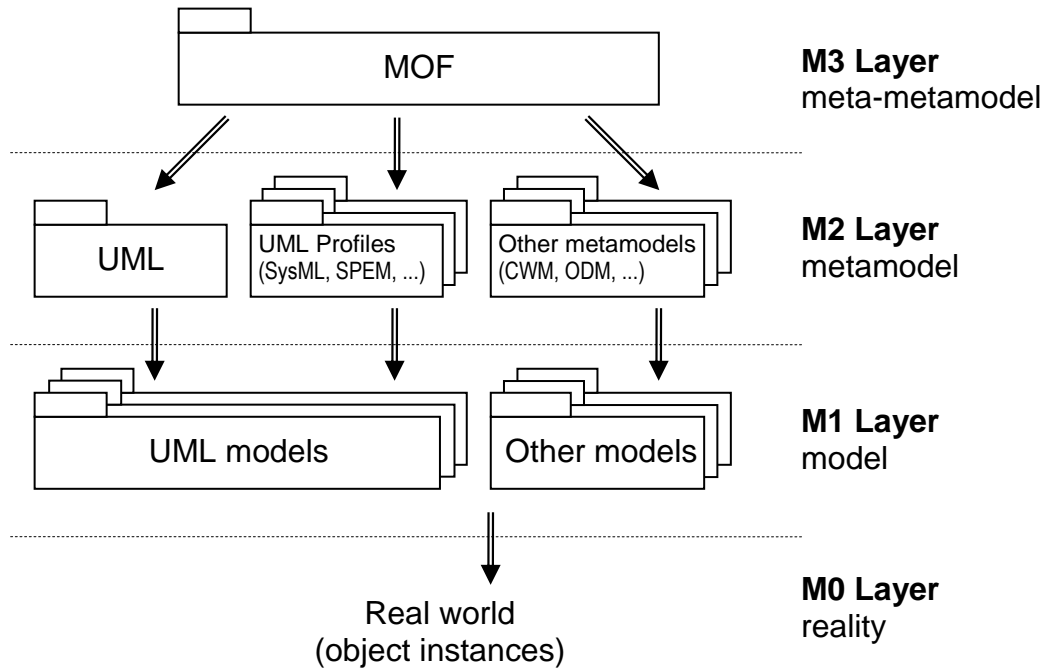 MOF
M3 Layer
meta-metamodel
UML
UML Profiles
(SysML, SPEM, ...)
Other metamodels
(CWM, ODM, ...)
M2 Layer
metamodel
UML models
Other models
M1 Layer
model
Real world
(object instances)
M0 Layer
reality